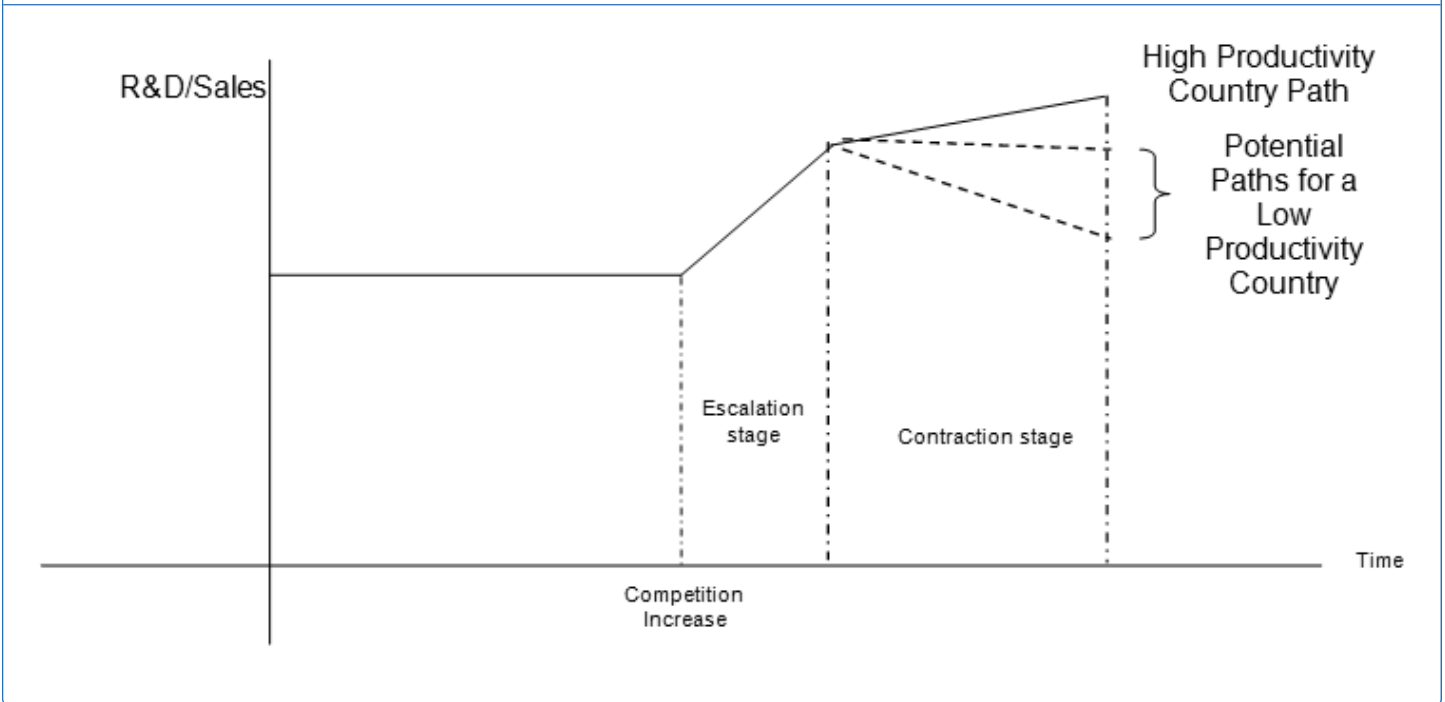 R&D/Sales
High Productivity
Country Path
Potential
Paths for a
Low
Productivity
Country
Escalation
stage
Contraction stage
Time
Competition
Increase